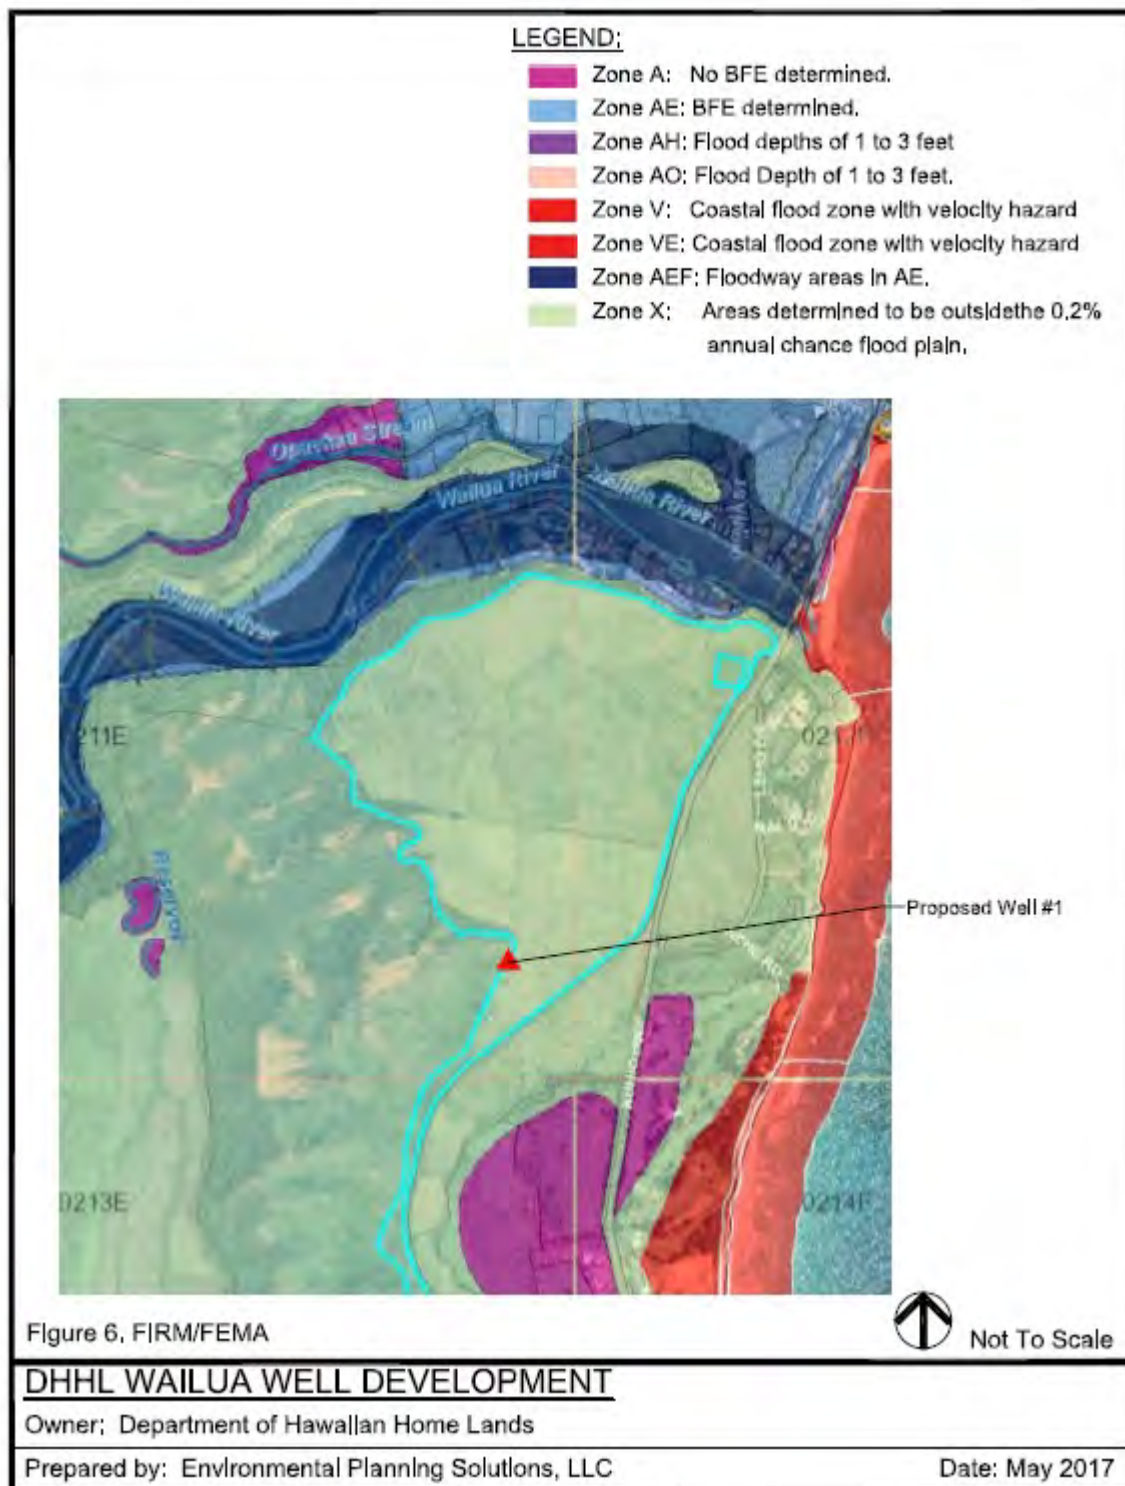 LEGEND:
Zone A: No BFE determined.
Zone AE: BFE determined.
Zone AH: Flood depths of 1 to 3 feet
Zone AO: Flood Depth of 1 to 3 feet.
Zone V: Coastal flood zone with velocity hazard
Zone VE: Coastal flood zone with velocity hazard
Zone AEF: Floodway areas in AE.
Zone X: Areas determined to be outsidethe 0.2%
annual chance flood plain.
Stream
Wailua River
Wailua River
Wailua River
211E
Reservoir
Proposed Well #1
0213E
0214F
Figure 6. FIRM/FEMA
Not To Scale
DHHL WAILUA WELL DEVELOPMENT
Owner: Department of Hawaiian Home Lands
Prepared by: Environmental Planning Solutions, LLC
Date: May 2017